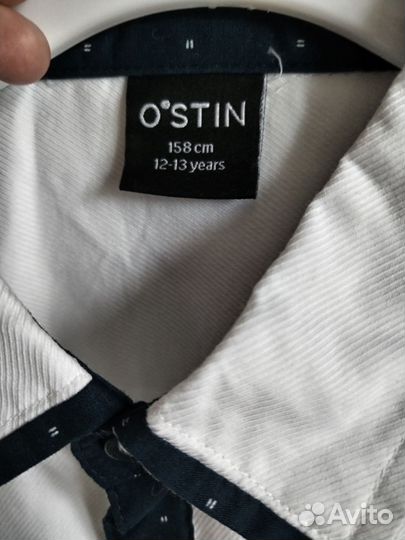 O*STIN
158 cm
12-13 years
Avito